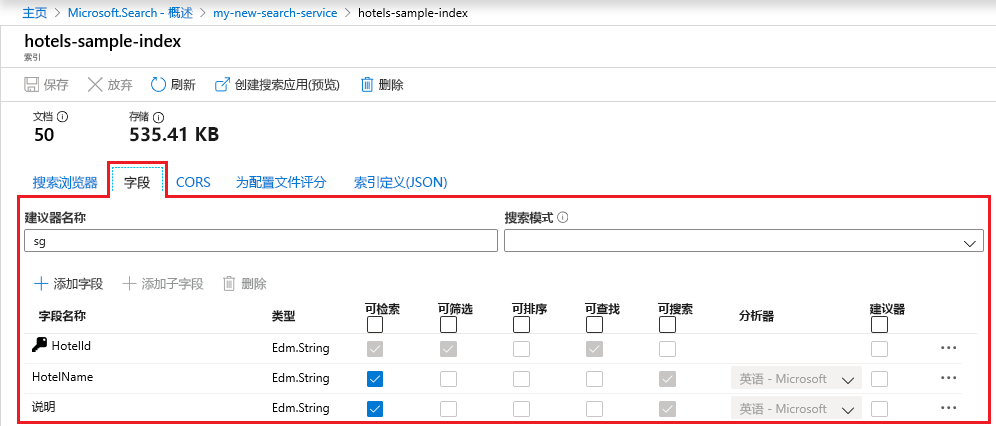 主页 > Microsoft.Search - 概述 > my-new-search-service > hotels-sample-index
hotels-sample-index
索引
保存 放弃 刷新 创建搜索应用(预览) 删除
文档 存储
50 535.41 KB
搜索浏览器 字段 CORS 为配置文件评分 索引定义(JSON)
建议器名称 搜索模式
sg
添加字段 添加子字段 删除
字段名称 类型 可检索 可筛选 可排序 可查找 可搜索 分析器 建议器
HotelId Edm.String
HotelName Edm.String 英语 - Microsoft
说明 Edm.String 英语 - Microsoft